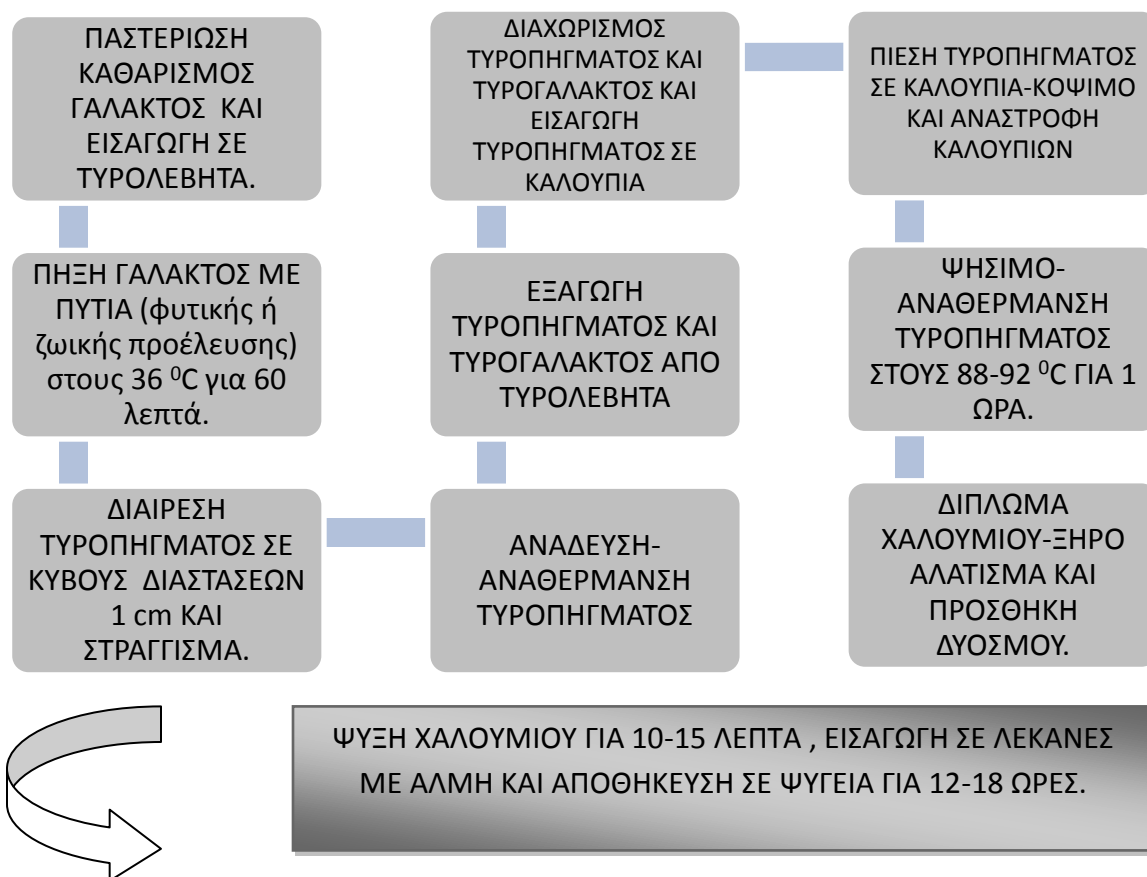 ΠΑΣΤΕΡΙΩΣΗ
ΚΑΘΑΡΙΣΜΟΣ
ΓΑΛΑΚΤΟΣ ΚΑΙ
ΕΙΣΑΓΩΓΗ ΣΕ
ΤΥΡΟΛΕΒΗΤΑ.
ΠΗΞΗ ΓΑΛΑΚΤΟΣ ΜΕ
ΠΥΤΙΑ (φυτικής ή
ζωικής προέλευσης)
στους 36 ⁰C για 60
λεπτά.
ΔΙΑΙΡΕΣΗ
ΤΥΡΟΠΗΓΜΑΤΟΣ ΣΕ
ΚΥΒΟΥΣ ΔΙΑΣΤΑΣΕΩΝ
1 cm ΚΑΙ
ΣΤΡΑΓΓΙΣΜΑ.
ΑΝΑΔΕΥΣΗ-
ΑΝΑΘΕΡΜΑΝΣΗ
ΤΥΡΟΠΗΓΜΑΤΟΣ
ΕΞΑΓΩΓΗ
ΤΥΡΟΠΗΓΜΑΤΟΣ ΚΑΙ
ΤΥΡΟΓΑΛΑΚΤΟΣ ΑΠΟ
ΤΥΡΟΛΕΒΗΤΑ
ΔΙΑΧΩΡΙΣΜΟΣ
ΤΥΡΟΠΗΓΜΑΤΟΣ ΚΑΙ
ΤΥΡΟΓΑΛΑΚΤΟΣ ΚΑΙ
ΕΙΣΑΓΩΓΗ
ΤΥΡΟΠΗΓΜΑΤΟΣ ΣΕ
ΚΑΛΟΥΠΙΑ
ΠΙΕΣΗ ΤΥΡΟΠΗΓΜΑΤΟΣ
ΣΕ ΚΑΛΟΥΠΙΑ-ΚΟΨΙΜΟ
ΚΑΙ ΑΝΑΣΤΡΟΦΗ
ΚΑΛΟΥΠΙΩΝ
ΨΗΣΙΜΟ-
ΑΝΑΘΕΡΜΑΝΣΗ
ΤΥΡΟΠΗΓΜΑΤΟΣ
ΣΤΟΥΣ 88-92 ⁰C ΓΙΑ 1
ΩΡΑ.
ΔΙΠΛΩΜΑ
ΧΑΛΟΥΜΙΟΥ-ΞΗΡΟ
ΑΛΑΤΙΣΜΑ ΚΑΙ
ΠΡΟΣΘΗΚΗ
ΔΥΟΣΜΟΥ.
ΨΥΞΗ ΧΑΛΟΥΜΙΟΥ ΓΙΑ 10-15 ΛΕΠΤΑ , ΕΙΣΑΓΩΓΗ ΣΕ ΛΕΚΑΝΕΣ
ΜΕ ΑΛΜΗ ΚΑΙ ΑΠΟΘΗΚΕΥΣΗ ΣΕ ΨΥΓΕΙΑ ΓΙΑ 12-18 ΩΡΕΣ.